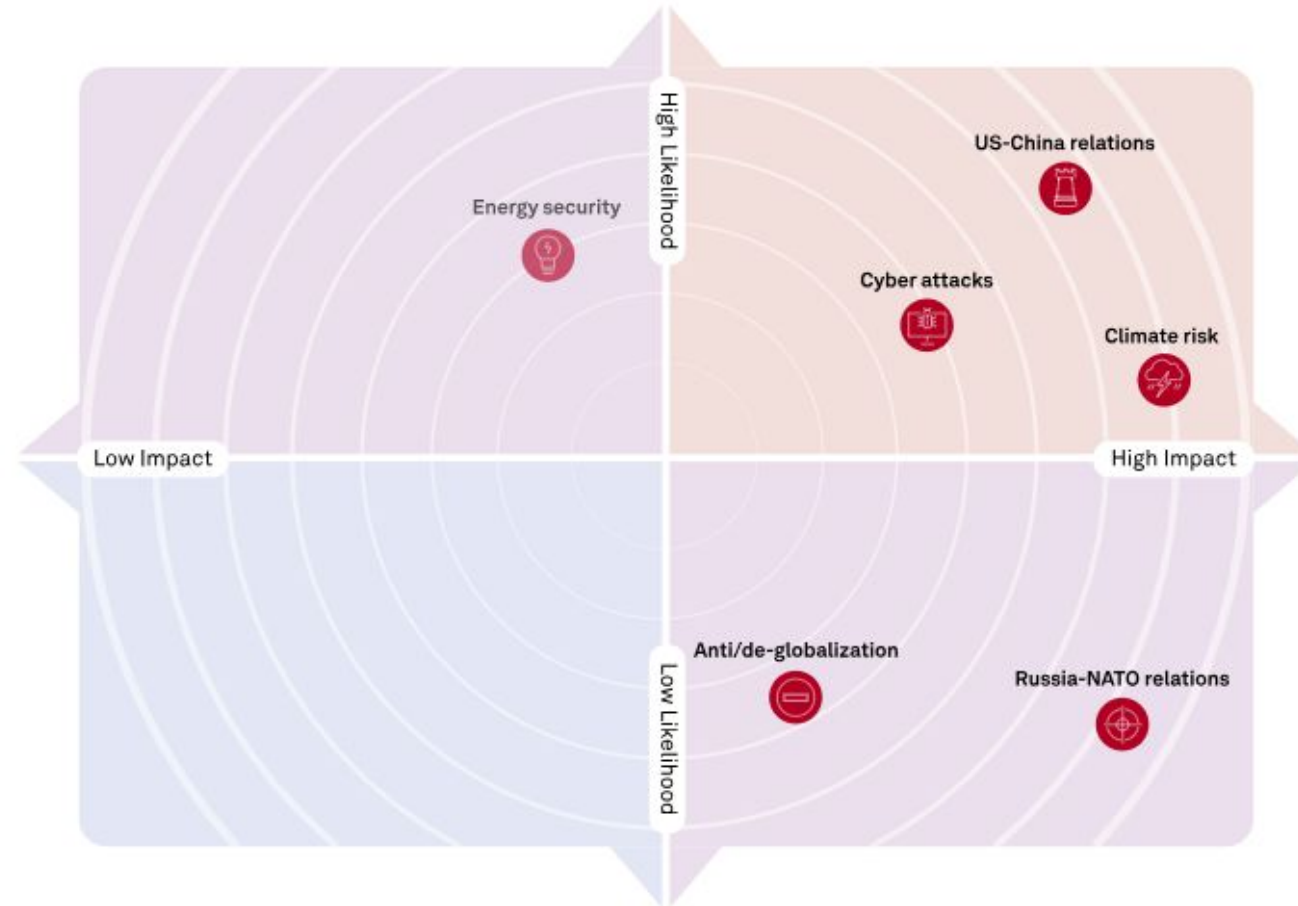 High Likelihood
US-China relations
Energy security
Cyber attacks
Climate risk
Low Impact
High Impact
Anti/de-globalization
Russia-NATO relations
Low Likelihood